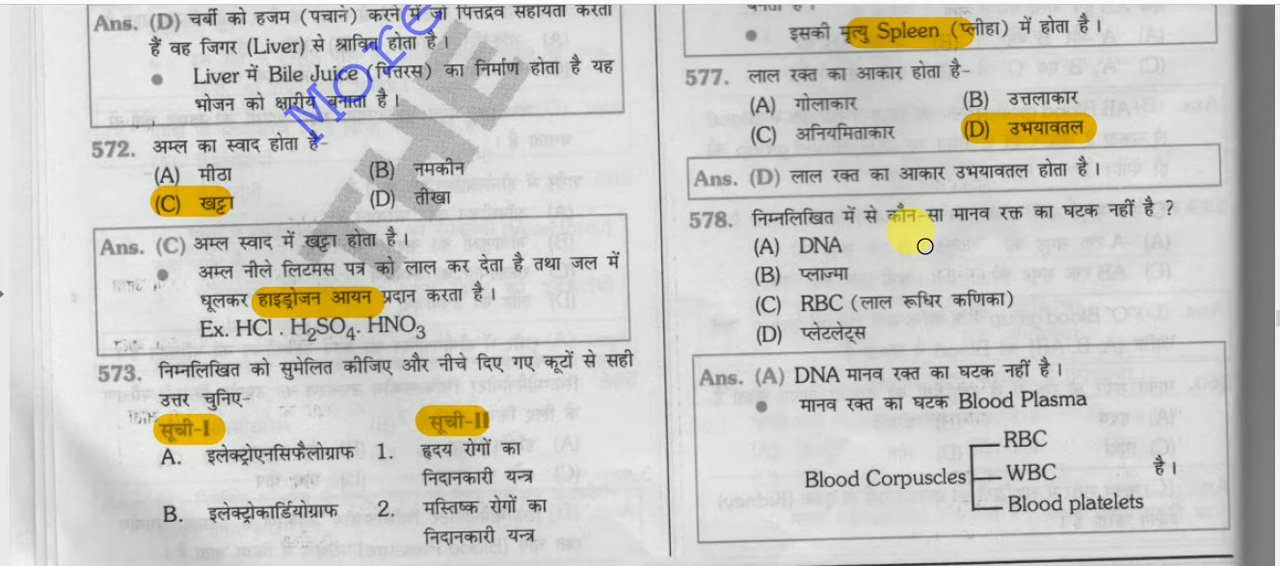 Ans. (D) चर्बी को हजम (पचाने) करने में जो पित्तद्रव सहायता करता
हैं वह जिगर (Liver) से श्रावित होता है।
● Liver में Bile Juice (पित्तरस) का निर्माण होता है यह
भोजन को क्षारीय बनाता है।
572. अम्ल का स्वाद होता है-
(A) मीठा (B) नमकीन
(C) खट्टा (D) तीखा
Ans. (C) अम्ल स्वाद में खट्टा होता है।
● अम्ल नीले लिटमस पत्र को लाल कर देता है तथा जल में
घूलकर हाइड्रोजन आयन प्रदान करता है।
Ex. HCl . H₂SO₄. HNO₃
573. निम्नलिखित को सुमेलित कीजिए और नीचे दिए गए कूटों से सही
उत्तर चुनिए-
सूची-I सूची-II
A. इलेक्ट्रोएनसिफैलोग्राफ 1. हृदय रोगों का
निदानकारी यन्त्र
B. इलेक्ट्रोकार्डियोग्राफ 2. मस्तिष्क रोगों का
निदानकारी यन्त्र
More
THE
● इसकी मृत्यु Spleen (प्लीहा) में होता है।
577. लाल रक्त का आकार होता है-
(A) गोलाकार (B) उत्तलाकार
(C) अनियमिताकार (D) उभयावतल
Ans. (D) लाल रक्त का आकार उभयावतल होता है।
578. निम्नलिखित में से कौन-सा मानव रक्त का घटक नहीं है ?
(A) DNA
(B) प्लाज्मा
(C) RBC (लाल रूधिर कणिका)
(D) प्लेटलेट्स
Ans. (A) DNA मानव रक्त का घटक नहीं है।
● मानव रक्त का घटक Blood Plasma
RBC
Blood Corpuscles WBC है।
Blood platelets